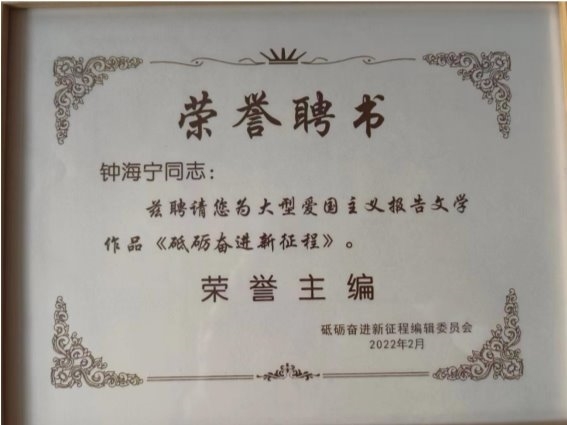 荣誉聘书
钟海宁同志：
兹聘请您为大型爱国主义报告文学
作品《砥砺奋进新征程》。
荣誉主编
砥砺奋进新征程编辑委员会
2022年2月